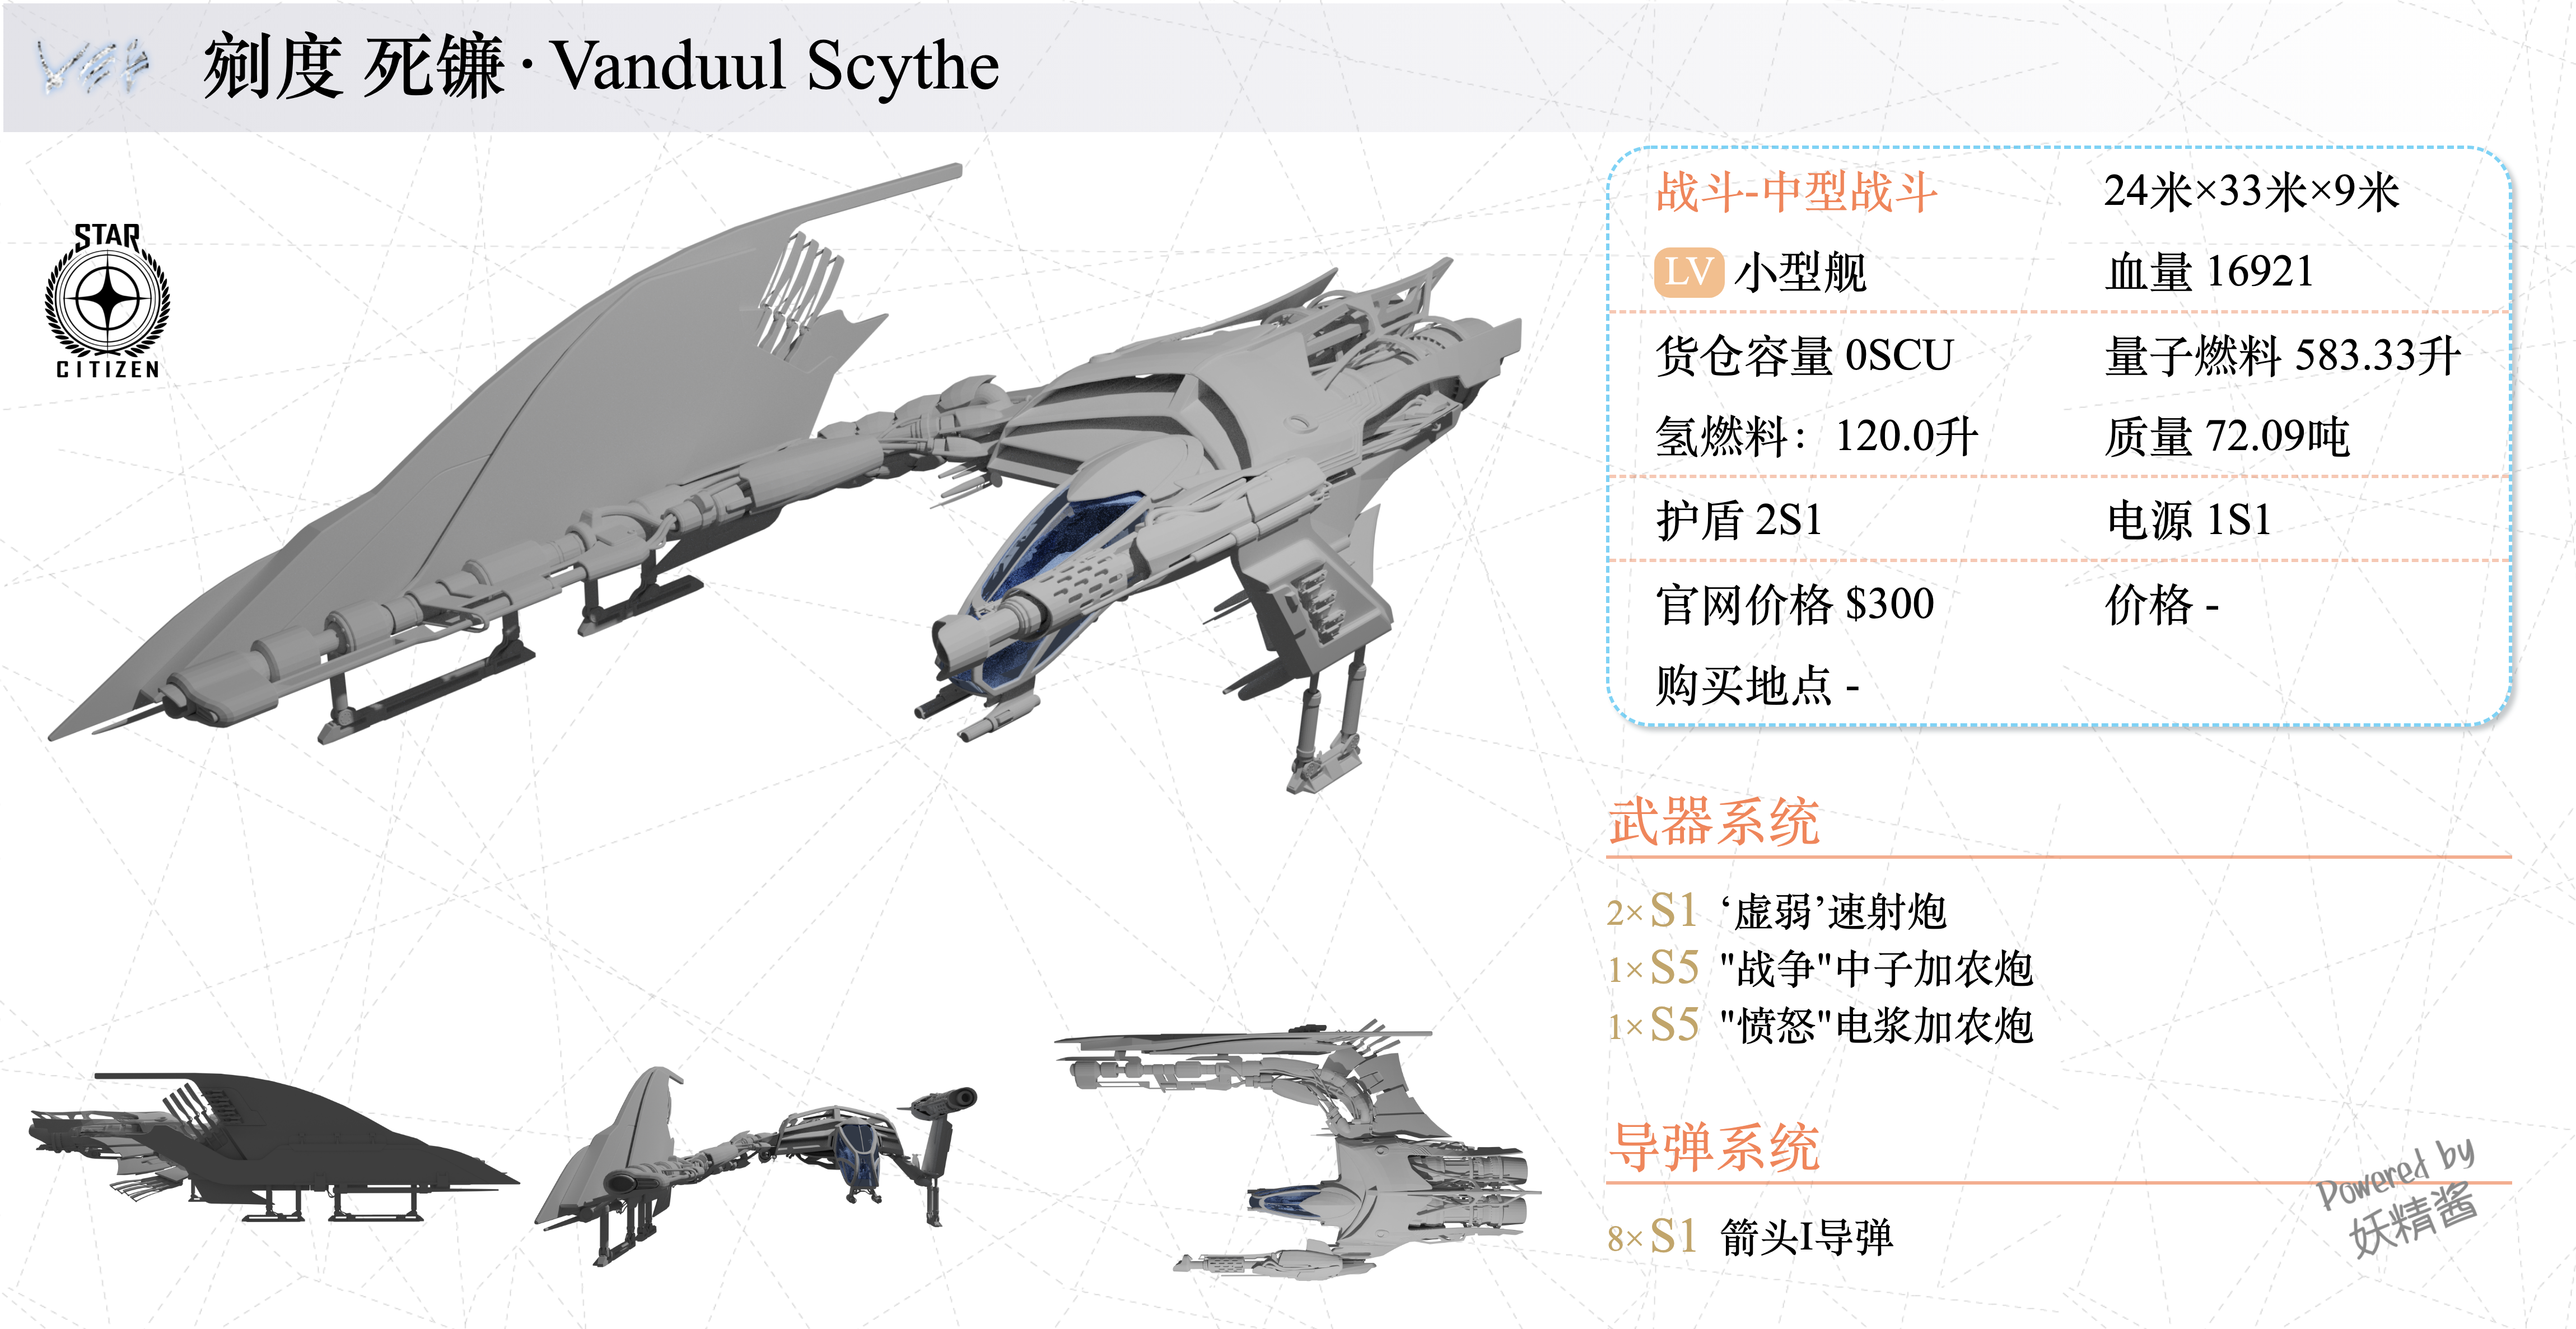 剜度 死镰 · Vanduul Scythe
STAR
CITIZEN
战斗-中型战斗 24米×33米×9米
LV 小型舰 血量 16921
货仓容量 0SCU 量子燃料 583.33升
氢燃料：120.0升 质量 72.09吨
护盾 2S1 电源 1S1
官网价格 $300 价格 -
购买地点 -
武器系统
2× S1 ‘虚弱’速射炮
1× S5 "战争"中子加农炮
1× S5 "愤怒"电浆加农炮
导弹系统
8× S1 箭头I导弹
Powered by
妖精酱